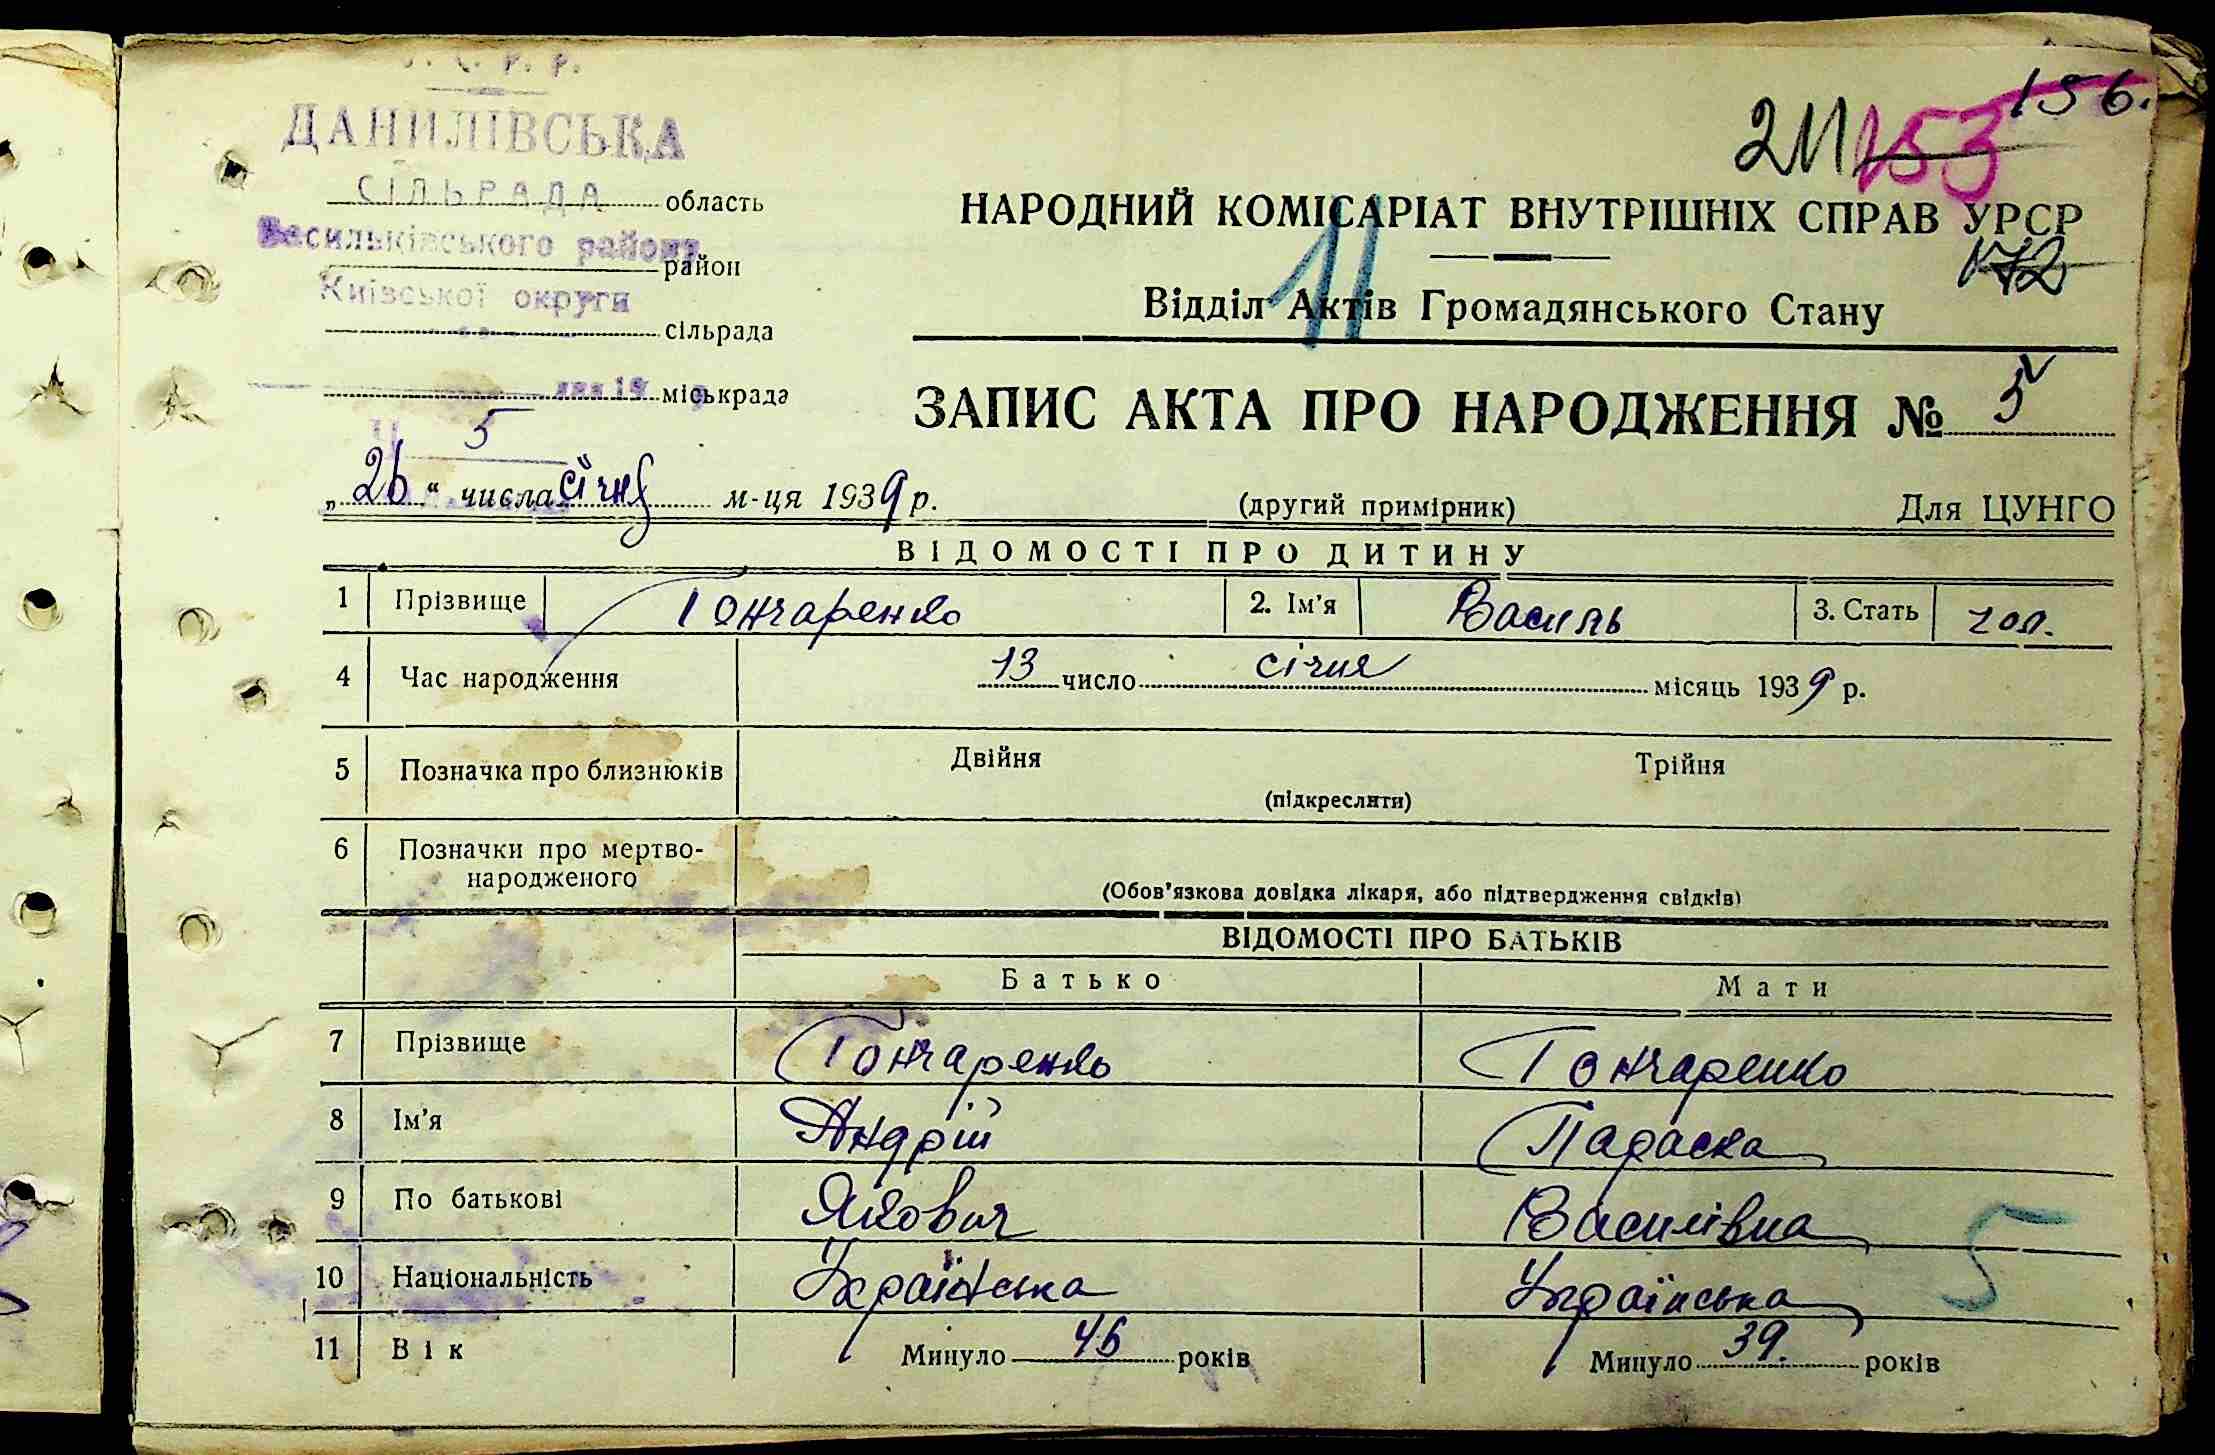 У. С. Р. Р.
ДАНИЛІВСЬКА
СІЛЬРАДА область
Васильківського району район
Київської округи
сільрада
дня 19 р. міськрада
5
211 153 156.
НАРОДНИЙ КОМІСАРІАТ ВНУТРІШНІХ СПРАВ УРСР
172
11
Відділ Актів Громадянського Стану
ЗАПИС АКТА ПРО НАРОДЖЕННЯ № 5
„26“ числа січня м-ця 1939 р. (другий примірник) Для ЦУНГО
ВІДОМОСТІ ПРО ДИТИНУ
1 Прізвище Гончаренко 2. Ім'я Василь 3. Стать чол.
4 Час народження 13 число січня місяць 1939 р.
5 Позначка про близнюків Двійня Трійня
(підкреслити)
6 Позначки про мертво-
народженого
(Обов'язкова довідка лікаря, або підтвердження свідків)
ВІДОМОСТІ ПРО БАТЬКІВ
Батько Мати
7 Прізвище Гончаренко Гончаренко
8 Ім'я Андрій Параска
9 По батькові Якович Василівна
10 Національність Українська Українська
5
11 Вік Минуло 46 років Минуло 39. років